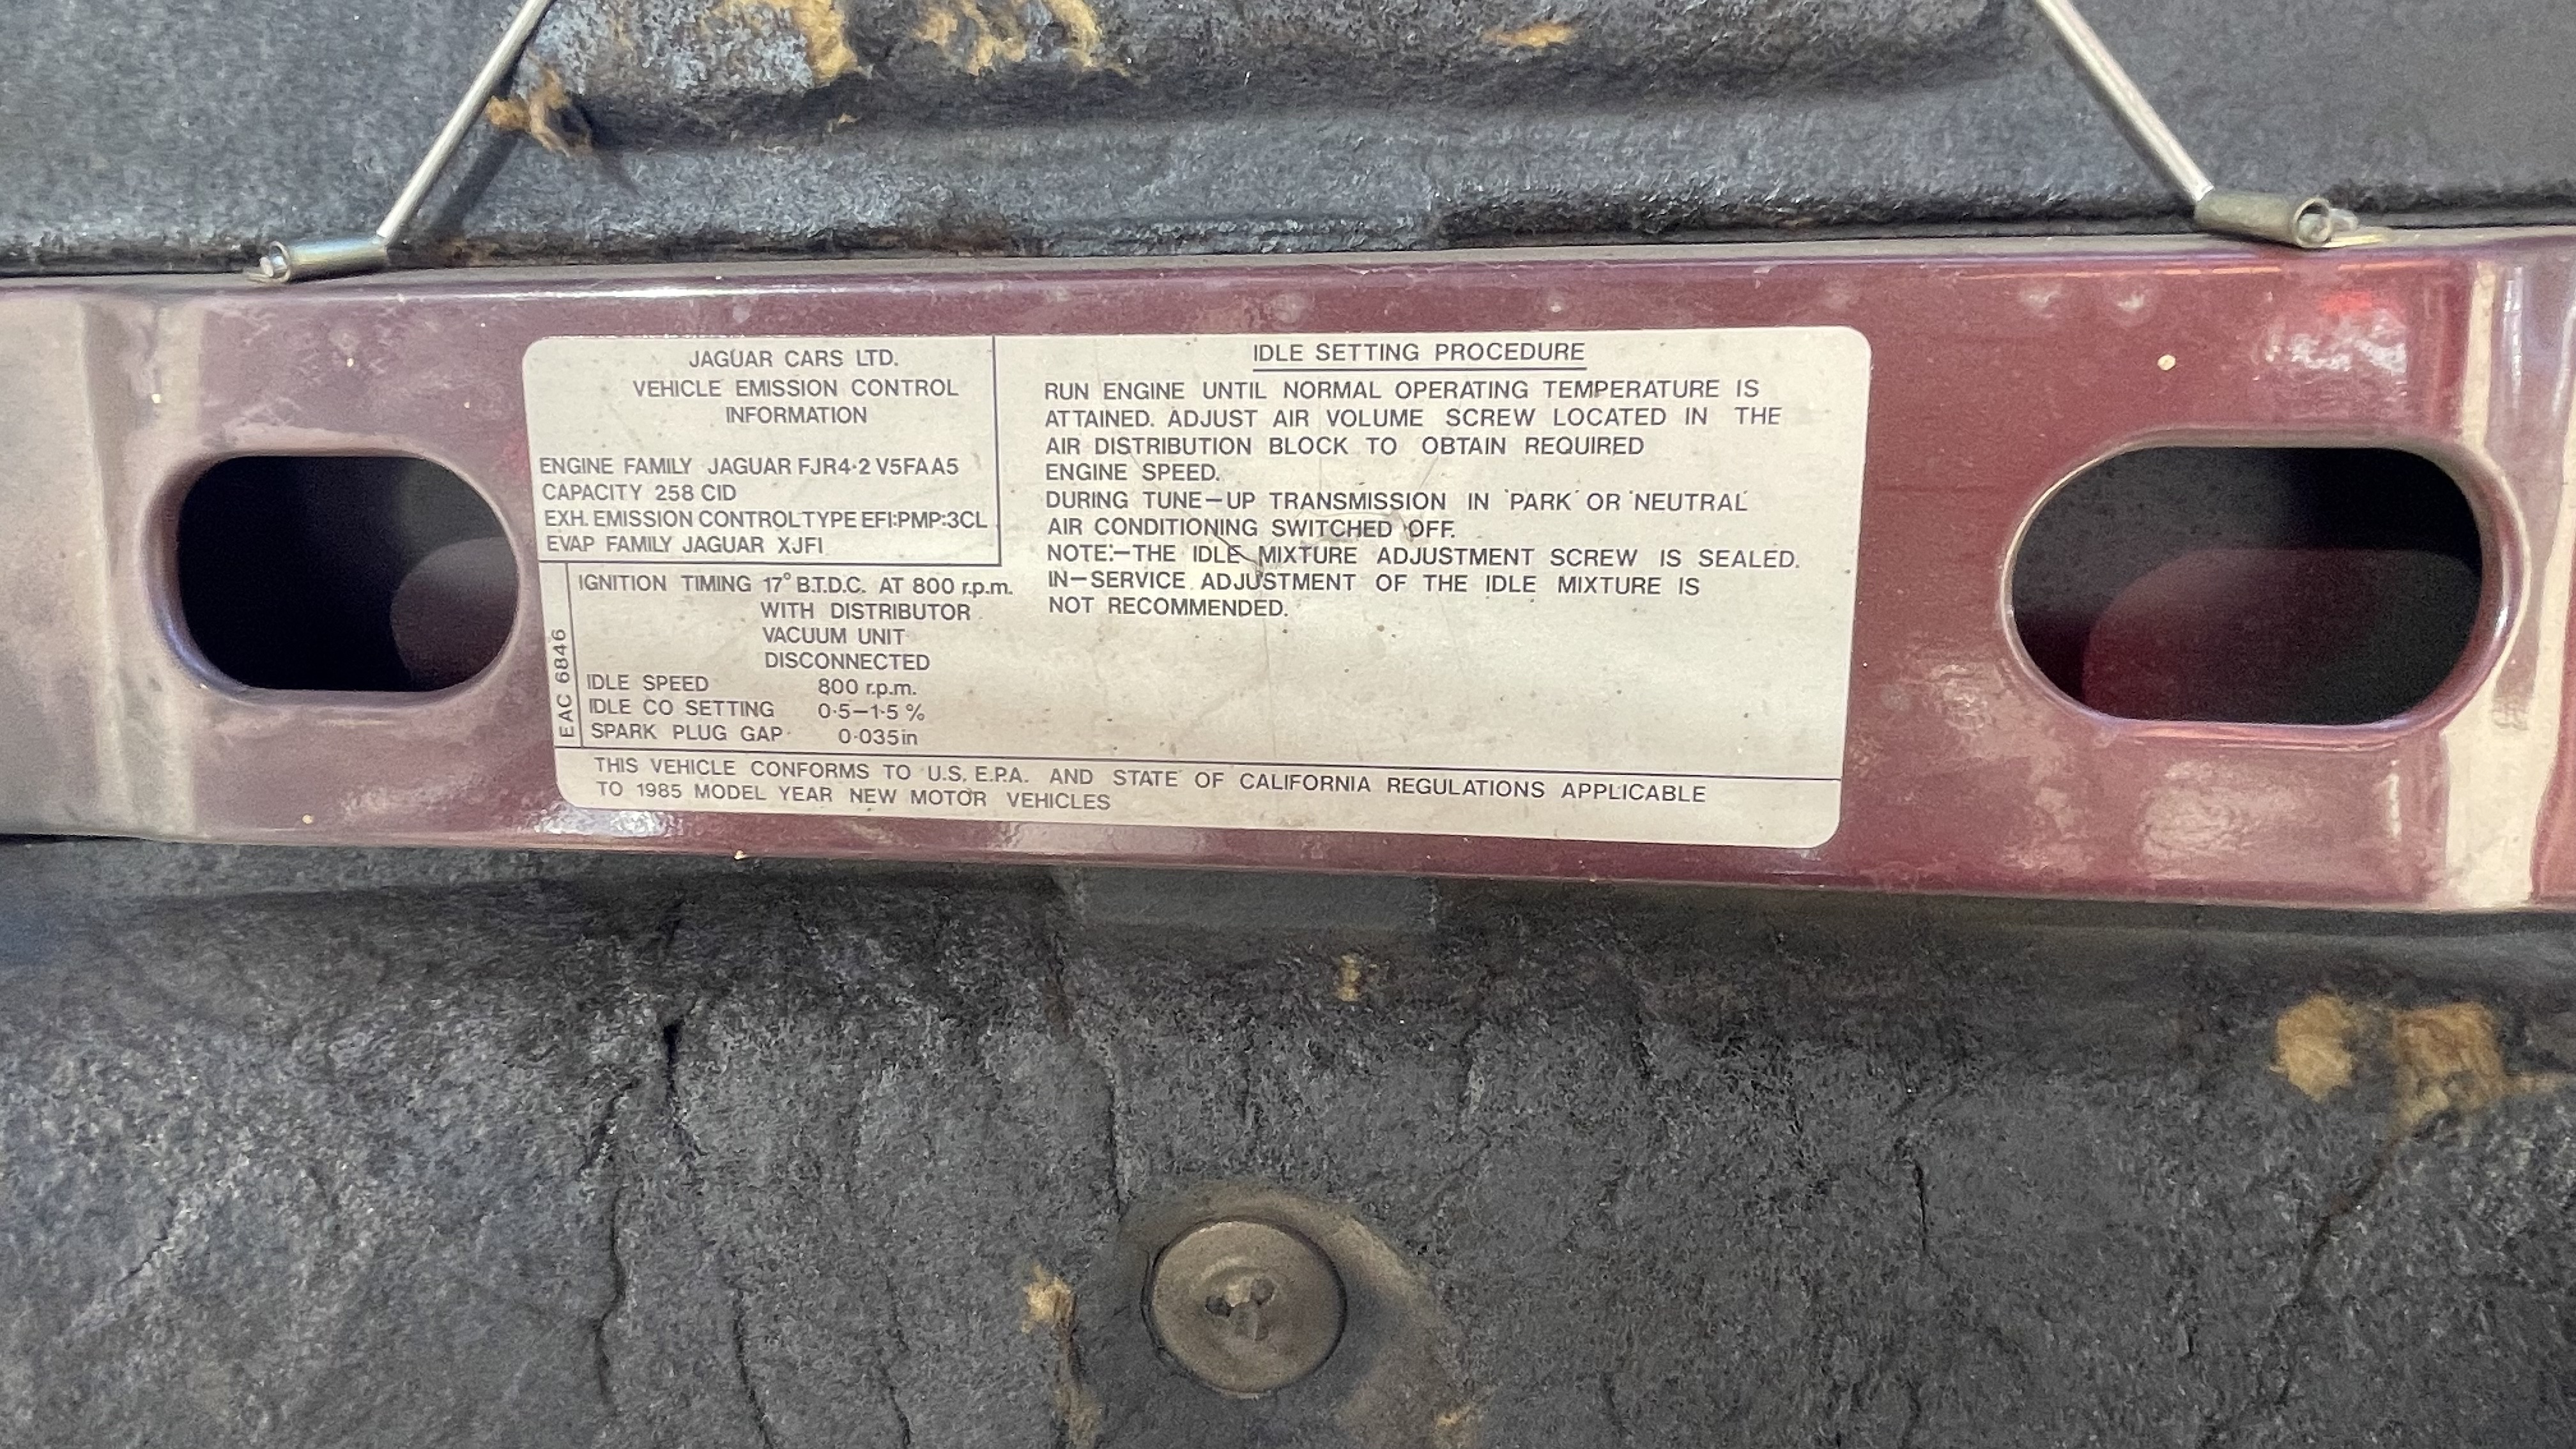 JAGUAR CARS LTD.
VEHICLE EMISSION CONTROL
INFORMATION
ENGINE FAMILY JAGUAR FJR4·2 V5FAA5
CAPACITY 258 CID
EXH. EMISSION CONTROL TYPE EFI:PMP:3CL
EVAP FAMILY JAGUAR XJFI
IGNITION TIMING 17° B.T.D.C. AT 800 r.p.m.
WITH DISTRIBUTOR
VACUUM UNIT
DISCONNECTED
IDLE SPEED 800 r.p.m.
IDLE CO SETTING 0·5–1·5 %
SPARK PLUG GAP 0·035in
EAC 6846
IDLE SETTING PROCEDURE
RUN ENGINE UNTIL NORMAL OPERATING TEMPERATURE IS
ATTAINED. ADJUST AIR VOLUME SCREW LOCATED IN THE
AIR DISTRIBUTION BLOCK TO OBTAIN REQUIRED
ENGINE SPEED.
DURING TUNE–UP TRANSMISSION IN 'PARK' OR 'NEUTRAL'
AIR CONDITIONING SWITCHED OFF.
NOTE:–THE IDLE MIXTURE ADJUSTMENT SCREW IS SEALED.
IN–SERVICE ADJUSTMENT OF THE IDLE MIXTURE IS
NOT RECOMMENDED.
THIS VEHICLE CONFORMS TO U.S. E.P.A. AND STATE OF CALIFORNIA REGULATIONS APPLICABLE
TO 1985 MODEL YEAR NEW MOTOR VEHICLES